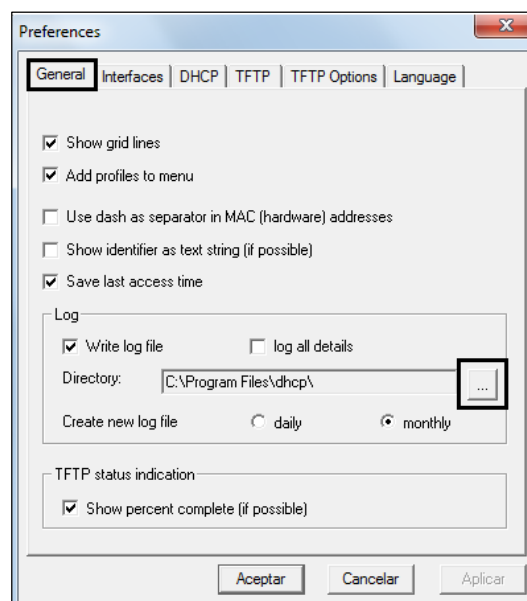 Preferences
General Interfaces DHCP TFTP TFTP Options Language
Show grid lines
Add profiles to menu
Use dash as separator in MAC (hardware) addresses
Show identifier as text string (if possible)
Save last access time
Log
Write log file log all details
Directory: C:\Program Files\dhcp\ ...
Create new log file daily monthly
TFTP status indication
Show percent complete (if possible)
Aceptar Cancelar Aplicar